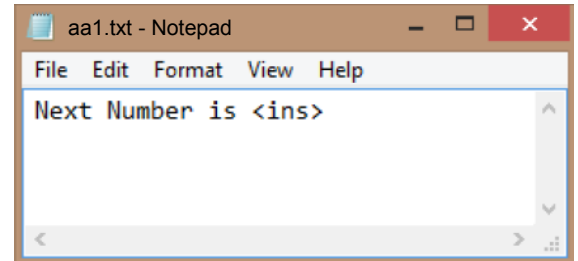 aa1.txt - Notepad
File Edit Format View Help
Next Number is <ins>